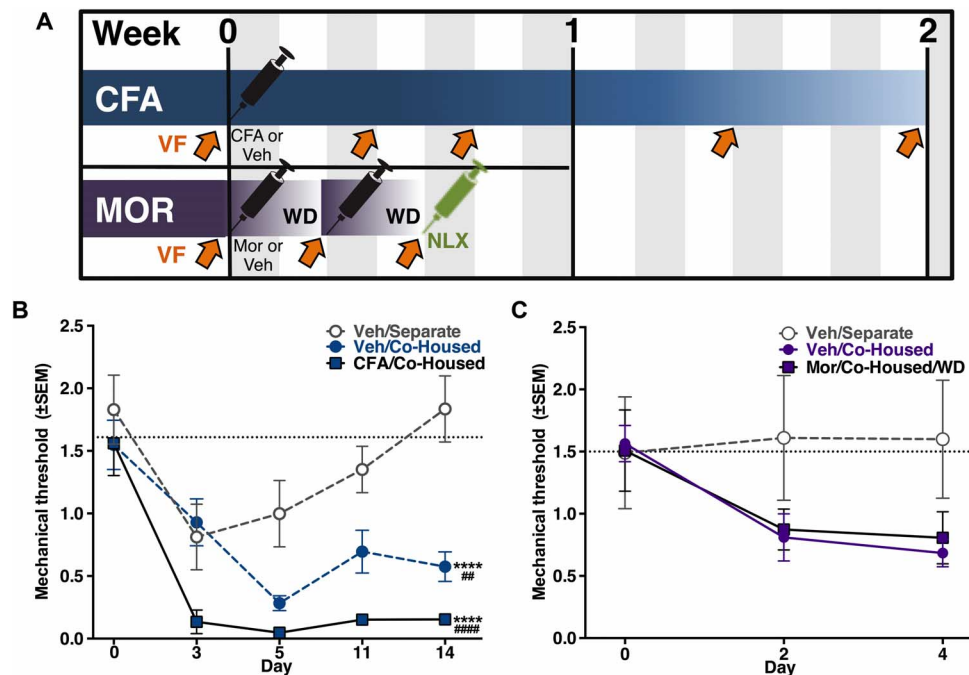 A
Week 0 1 2
CFA
VF CFA or
Veh
MOR WD WD
VF Mor or
Veh
NLX
B
Veh/Separate
Veh/Co-Housed
CFA/Co-Housed
Mechanical threshold (±SEM)
2.5
2.0
1.5
1.0
0.5
0.0
****
##
****
####
0 3 5 11 14
Day
C
Veh/Separate
Veh/Co-Housed
Mor/Co-Housed/WD
Mechanical threshold (±SEM)
2.5
2.0
1.5
1.0
0.5
0.0
0 2 4
Day